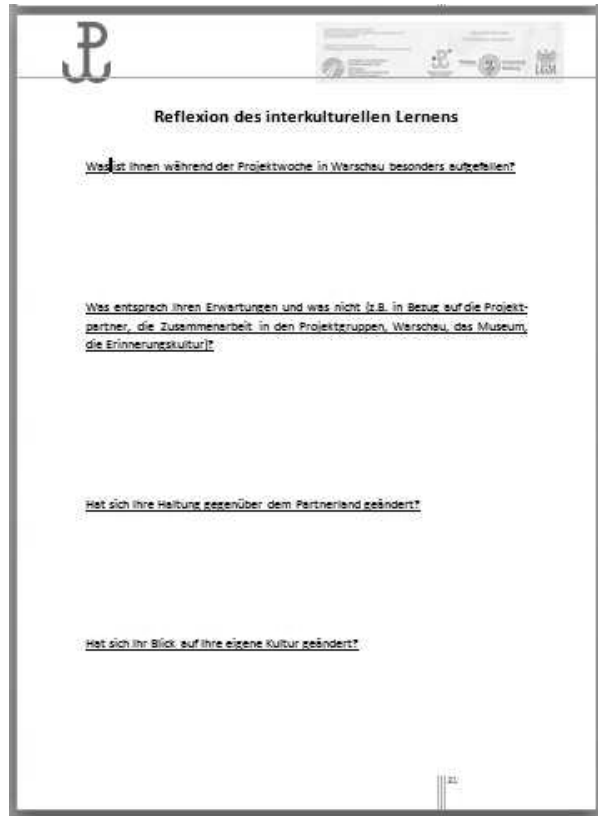 Reflexion des interkulturellen Lernens
Was ist Ihnen während der Projektwoche in Warschau besonders aufgefallen?
Was entsprach Ihren Erwartungen und was nicht (z.B. in Bezug auf die Projekt-
partner, die Zusammenarbeit in den Projektgruppen, Warschau, das Museum,
die Erinnerungskultur)?
Hat sich Ihre Haltung gegenüber dem Partnerland geändert?
Hat sich Ihr Blick auf Ihre eigene Kultur geändert?